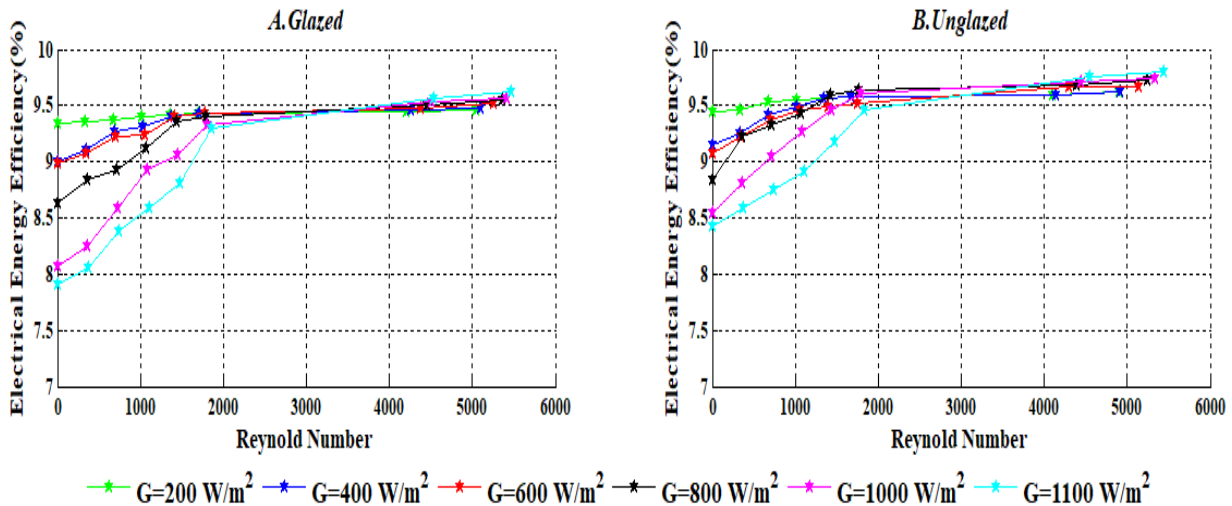 A.Glazed
Electrical Energy Efficiency(%)
10
9.5
9
8.5
8
7.5
7
0 1000 2000 3000 4000 5000 6000
Reynold Number
B.Unglazed
Electrical Energy Efficiency(%)
10
9.5
9
8.5
8
7.5
7
0 1000 2000 3000 4000 5000 6000
Reynold Number
G=200 W/m² G=400 W/m² G=600 W/m² G=800 W/m² G=1000 W/m² G=1100 W/m²